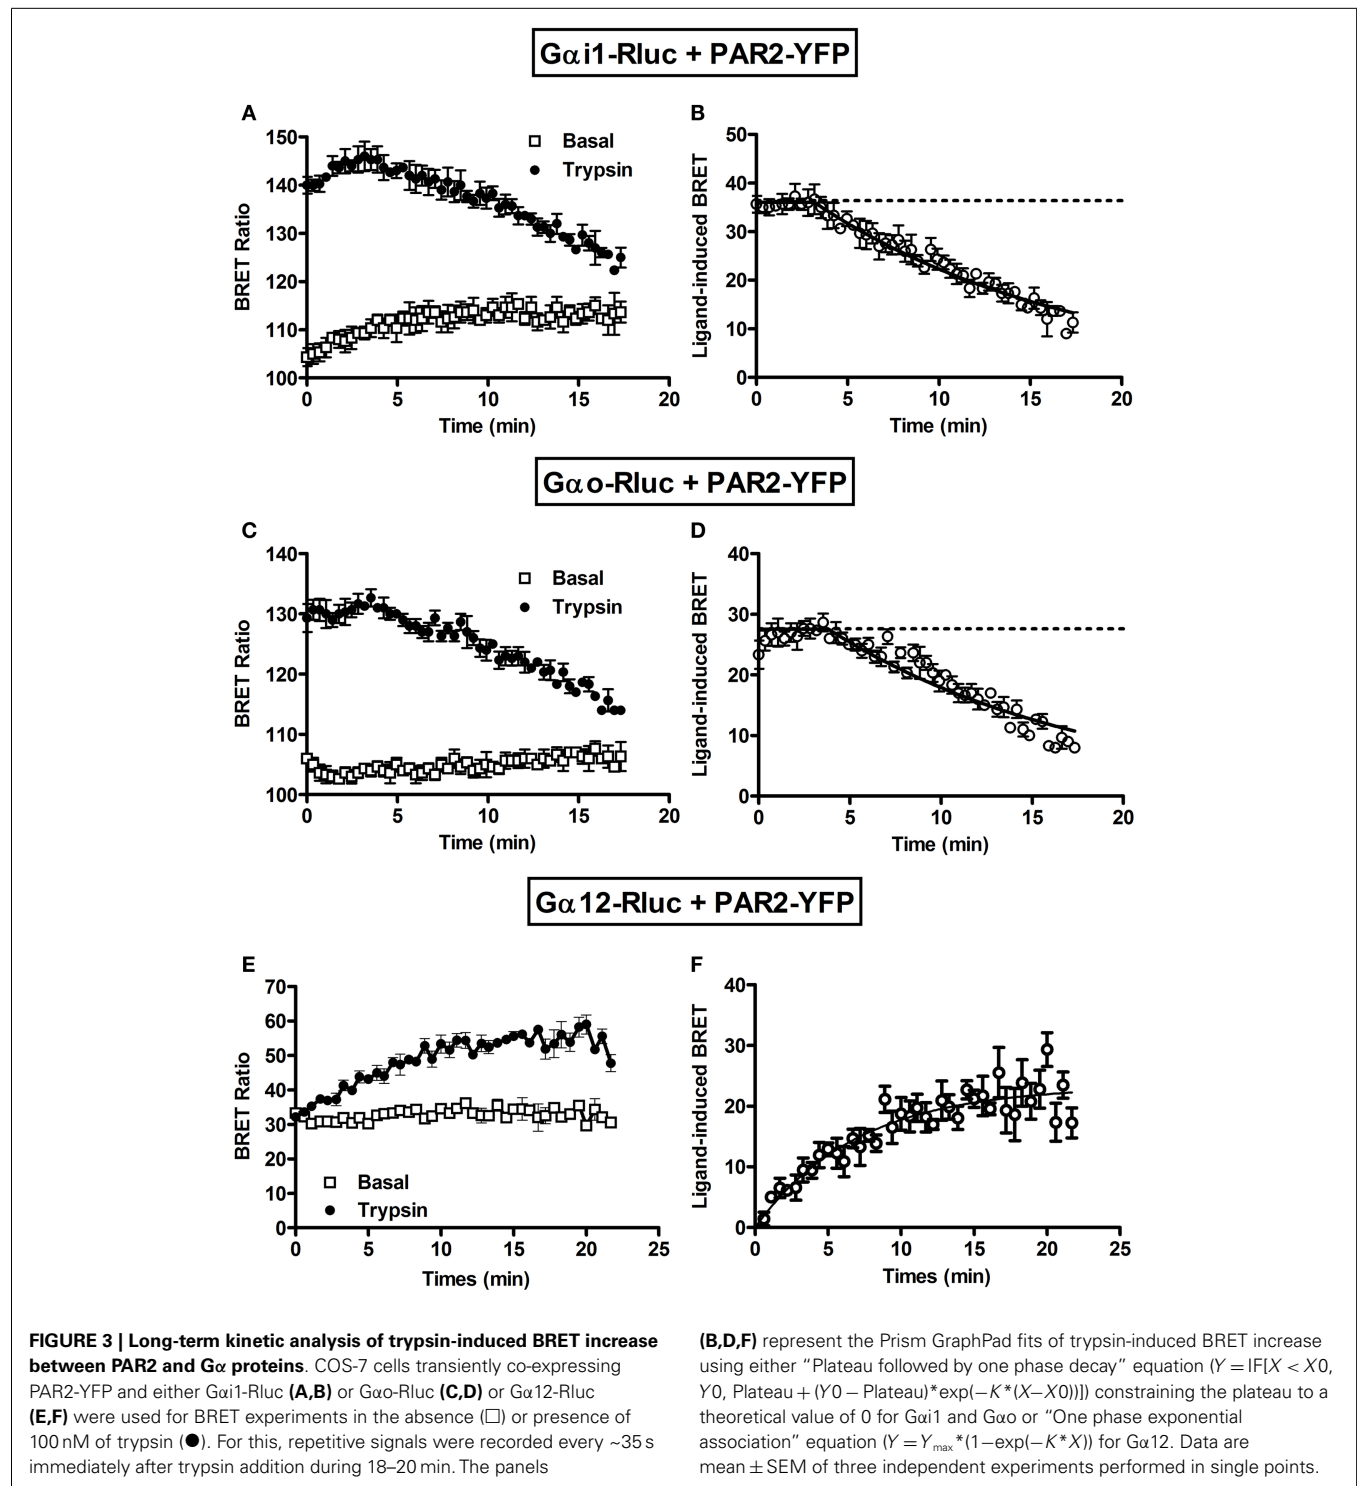 Gαi1-Rluc + PAR2-YFP
A
150
140
130
120
110
100
BRET Ratio
Basal
Trypsin
0 5 10 15 20
Time (min)
B
50
40
30
20
10
0
Ligand-induced BRET
0 5 10 15 20
Time (min)
Gαo-Rluc + PAR2-YFP
C
140
130
120
110
100
BRET Ratio
Basal
Trypsin
0 5 10 15 20
Time (min)
D
40
30
20
10
0
Ligand-induced BRET
0 5 10 15 20
Time (min)
Gα12-Rluc + PAR2-YFP
E
70
60
50
40
30
20
10
0
BRET Ratio
Basal
Trypsin
0 5 10 15 20 25
Times (min)
F
40
30
20
10
0
Ligand-induced BRET
0 5 10 15 20 25
Times (min)
FIGURE 3 | Long-term kinetic analysis of trypsin-induced BRET increase
between PAR2 and Gα proteins. COS-7 cells transiently co-expressing
PAR2-YFP and either Gαi1-Rluc (A,B) or Gαo-Rluc (C,D) or Gα12-Rluc
(E,F) were used for BRET experiments in the absence (□) or presence of
100 nM of trypsin (●). For this, repetitive signals were recorded every ~35 s
immediately after trypsin addition during 18–20 min. The panels
(B,D,F) represent the Prism GraphPad fits of trypsin-induced BRET increase
using either “Plateau followed by one phase decay” equation (Y = IF[X < X0,
Y0, Plateau + (Y0 − Plateau)*exp(−K*(X−X0))]) constraining the plateau to a
theoretical value of 0 for Gαi1 and Gαo or “One phase exponential
association” equation (Y = Ymax*(1−exp(−K*X)) for Gα12. Data are
mean ± SEM of three independent experiments performed in single points.